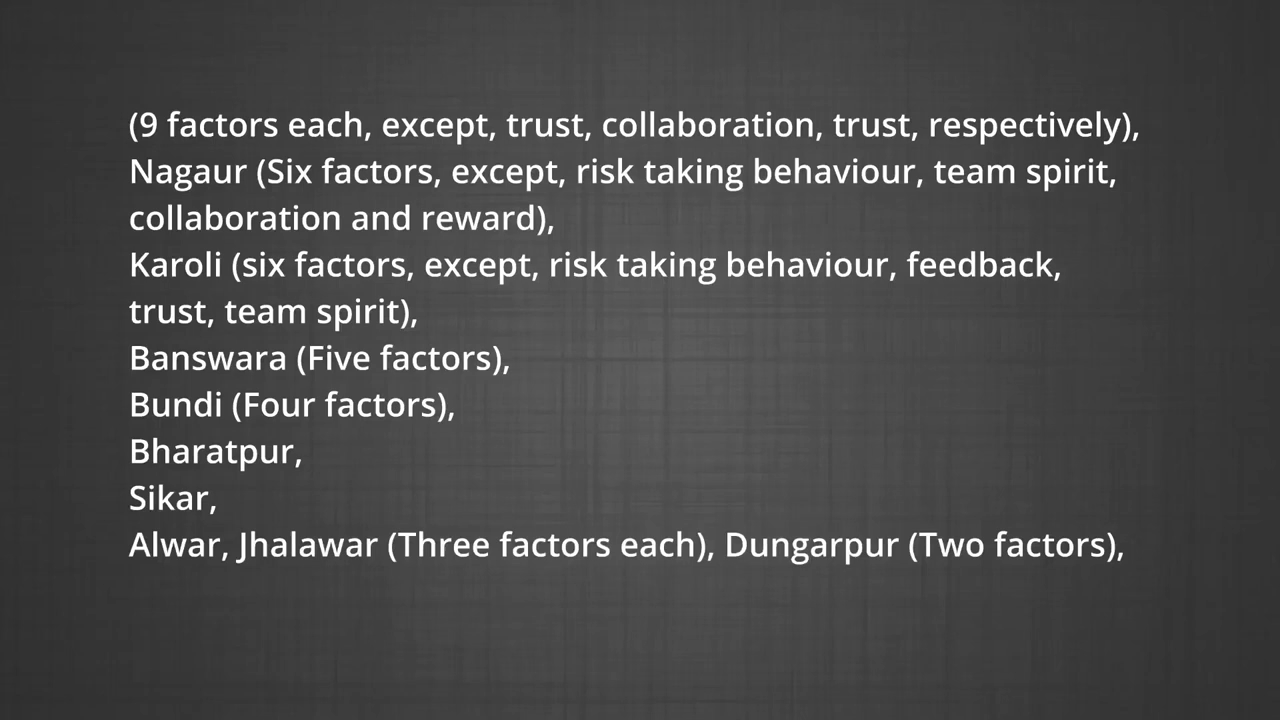 (9 factors each, except, trust, collaboration, trust, respectively),
Nagaur (Six factors, except, risk taking behaviour, team spirit,
collaboration and reward),
Karoli (six factors, except, risk taking behaviour, feedback,
trust, team spirit),
Banswara (Five factors),
Bundi (Four factors),
Bharatpur,
Sikar,
Alwar, Jhalawar (Three factors each), Dungarpur (Two factors),